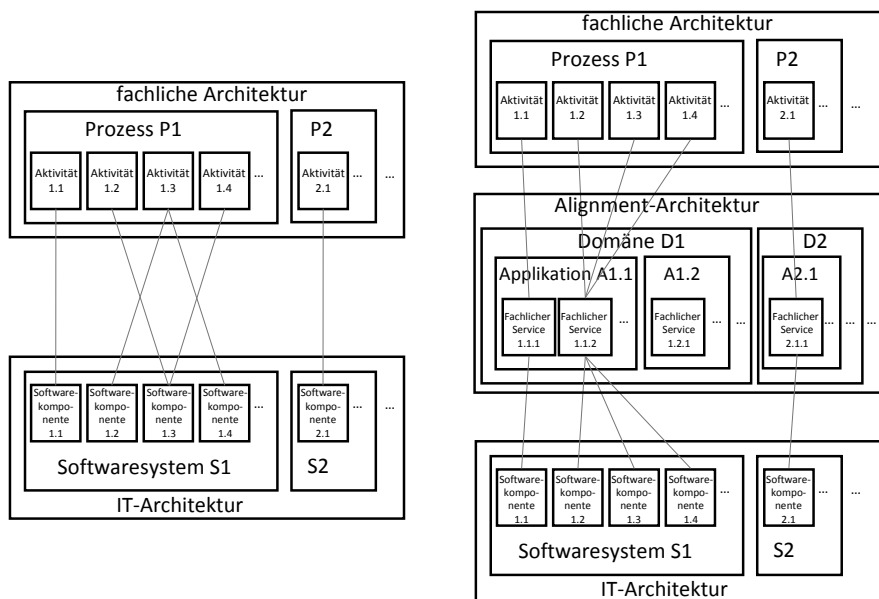 fachliche Architektur
Prozess P1
P2
Aktivität
1.1
Aktivität
1.2
Aktivität
1.3
Aktivität
1.4
...
Aktivität
2.1
...
...
Software-
kompo-
nente
1.1
Software-
kompo-
nente
1.2
Software-
kompo-
nente
1.3
Software-
kompo-
nente
1.4
...
Software-
kompo-
nente
2.1
...
...
Softwaresystem S1
S2
IT-Architektur
fachliche Architektur
Prozess P1
P2
Aktivität
1.1
Aktivität
1.2
Aktivität
1.3
Aktivität
1.4
...
Aktivität
2.1
...
...
Alignment-Architektur
Domäne D1
D2
Applikation A1.1
A1.2
A2.1
Fachlicher
Service
1.1.1
Fachlicher
Service
1.1.2
...
Fachlicher
Service
1.2.1
...
...
Fachlicher
Service
2.1.1
...
...
...
Software-
kompo-
nente
1.1
Software-
kompo-
nente
1.2
Software-
kompo-
nente
1.3
Software-
kompo-
nente
1.4
...
Software-
kompo-
nente
2.1
...
...
Softwaresystem S1
S2
IT-Architektur